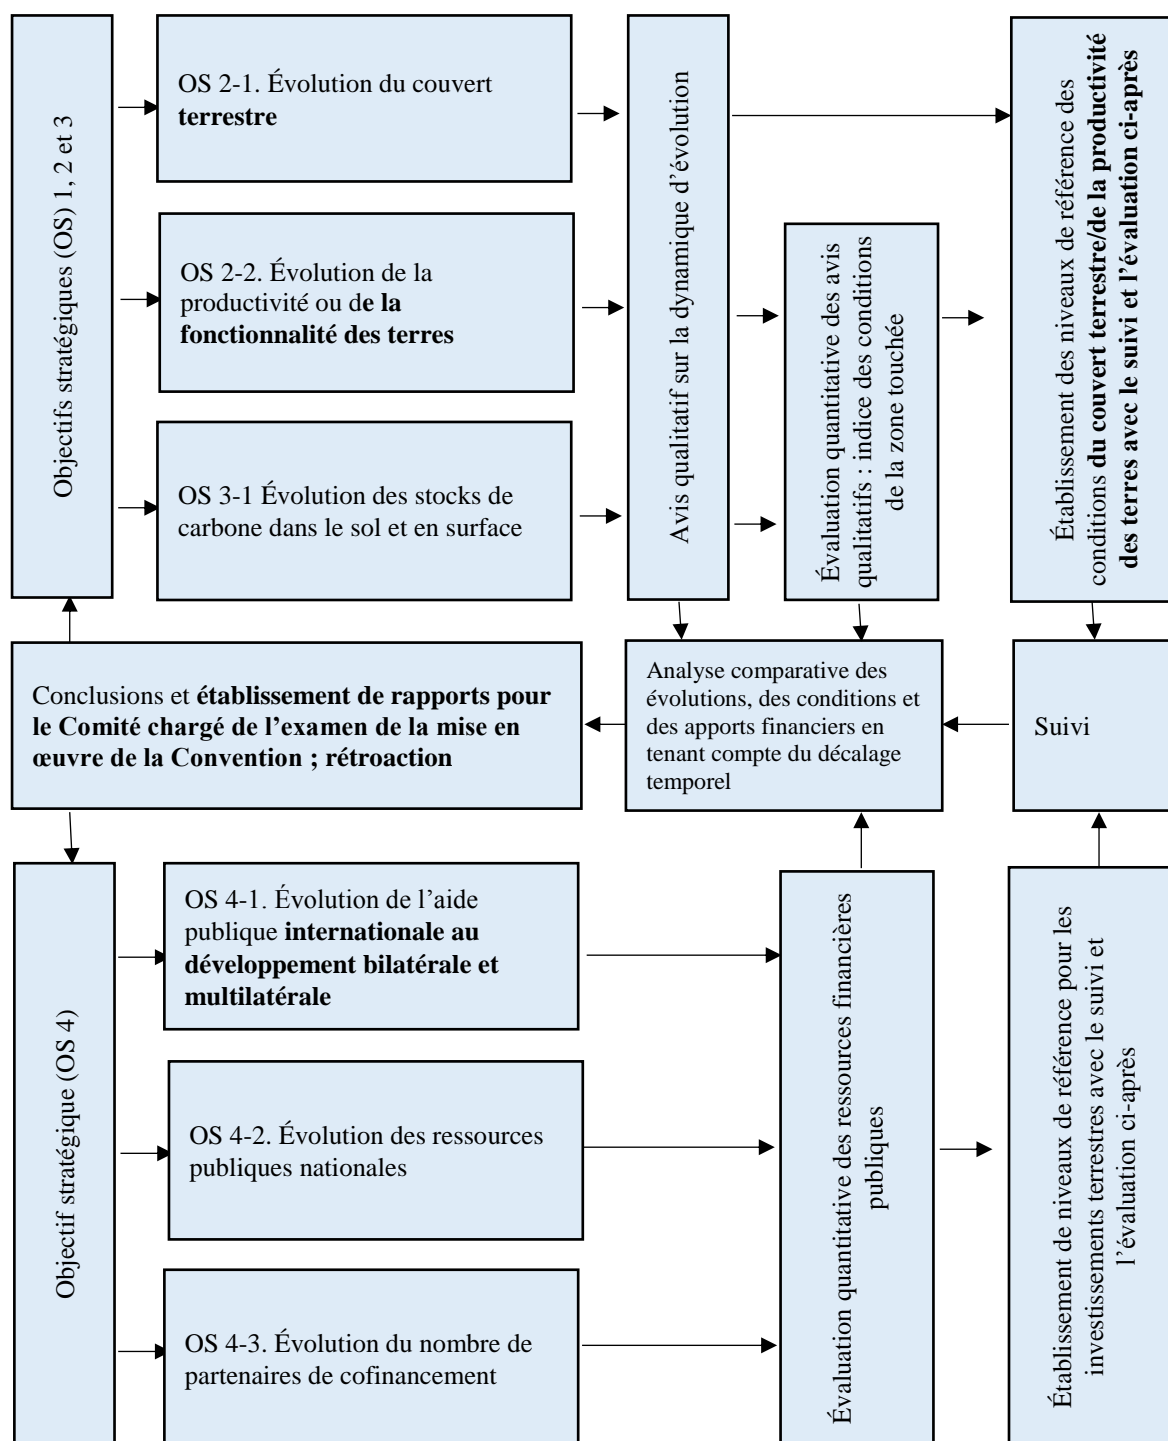 Objectifs stratégiques (OS) 1, 2 et 3
OS 2-1. Évolution du couvert
terrestre
OS 2-2. Évolution de la
productivité ou de la
fonctionnalité des terres
OS 3-1 Évolution des stocks de
carbone dans le sol et en surface
Avis qualitatif sur la dynamique d’évolution
Évaluation quantitative des avis
qualitatifs : indice des conditions
de la zone touchée
Établissement des niveaux de référence des
conditions du couvert terrestre/de la productivité
des terres avec le suivi et l’évaluation ci-après
Conclusions et établissement de rapports pour
le Comité chargé de l’examen de la mise en
œuvre de la Convention ; rétroaction
Analyse comparative des
évolutions, des conditions et
des apports financiers en
tenant compte du décalage
temporel
Suivi
Objectif stratégique (OS 4)
OS 4-1. Évolution de l’aide
publique internationale au
développement bilatérale et
multilatérale
OS 4-2. Évolution des ressources
publiques nationales
OS 4-3. Évolution du nombre de
partenaires de cofinancement
Évaluation quantitative des ressources financières
publiques
Établissement de niveaux de référence pour les
investissements terrestres avec le suivi et
l’évaluation ci-après